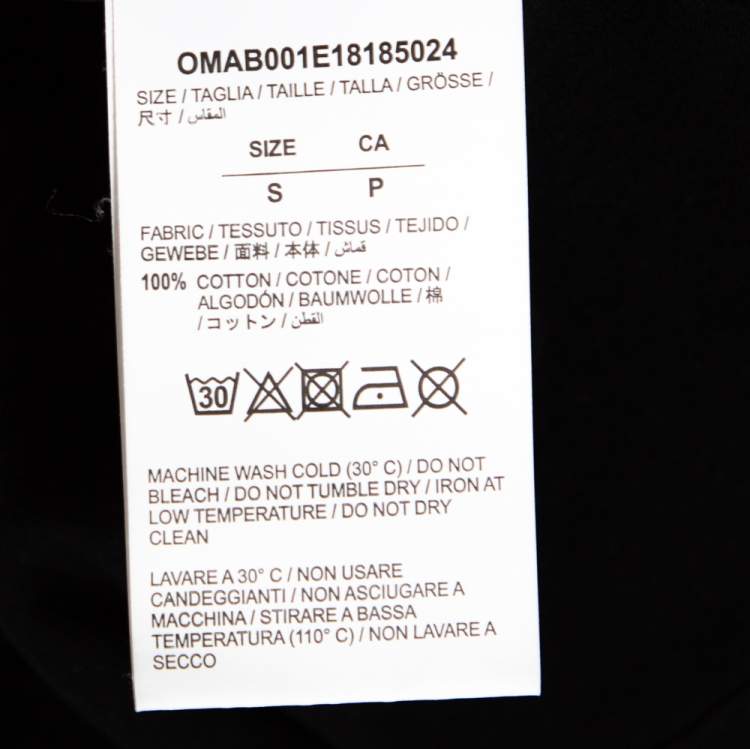 OMAB001E18185024
SIZE / TAGLIA / TAILLE / TALLA / GRÖSSE /
尺寸 / المقاس
SIZE CA
S P
FABRIC / TESSUTO / TISSUS / TEJIDO /
GEWEBE / 面料 / 本体 / قماش
100% COTTON / COTONE / COTON /
ALGODÓN / BAUMWOLLE / 棉
/ コットン / القطن
30
MACHINE WASH COLD (30° C) / DO NOT
BLEACH / DO NOT TUMBLE DRY / IRON AT
LOW TEMPERATURE / DO NOT DRY
CLEAN
LAVARE A 30° C / NON USARE
CANDEGGIANTI / NON ASCIUGARE A
MACCHINA / STIRARE A BASSA
TEMPERATURA (110° C) / NON LAVARE A
SECCO